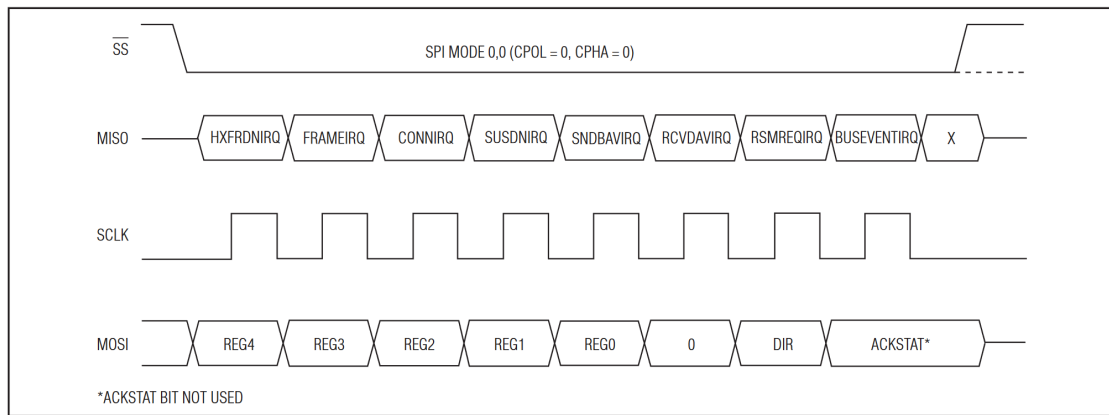 SS
SPI MODE 0,0 (CPOL = 0, CPHA = 0)
MISO HXFRDNIRQ FRAMEIRQ CONNIRQ SUSDNIRQ SNDBAVIRQ RCVDAVIRQ RSMREQIRQ BUSEVENTIRQ X
SCLK
MOSI REG4 REG3 REG2 REG1 REG0 0 DIR ACKSTAT*
*ACKSTAT BIT NOT USED